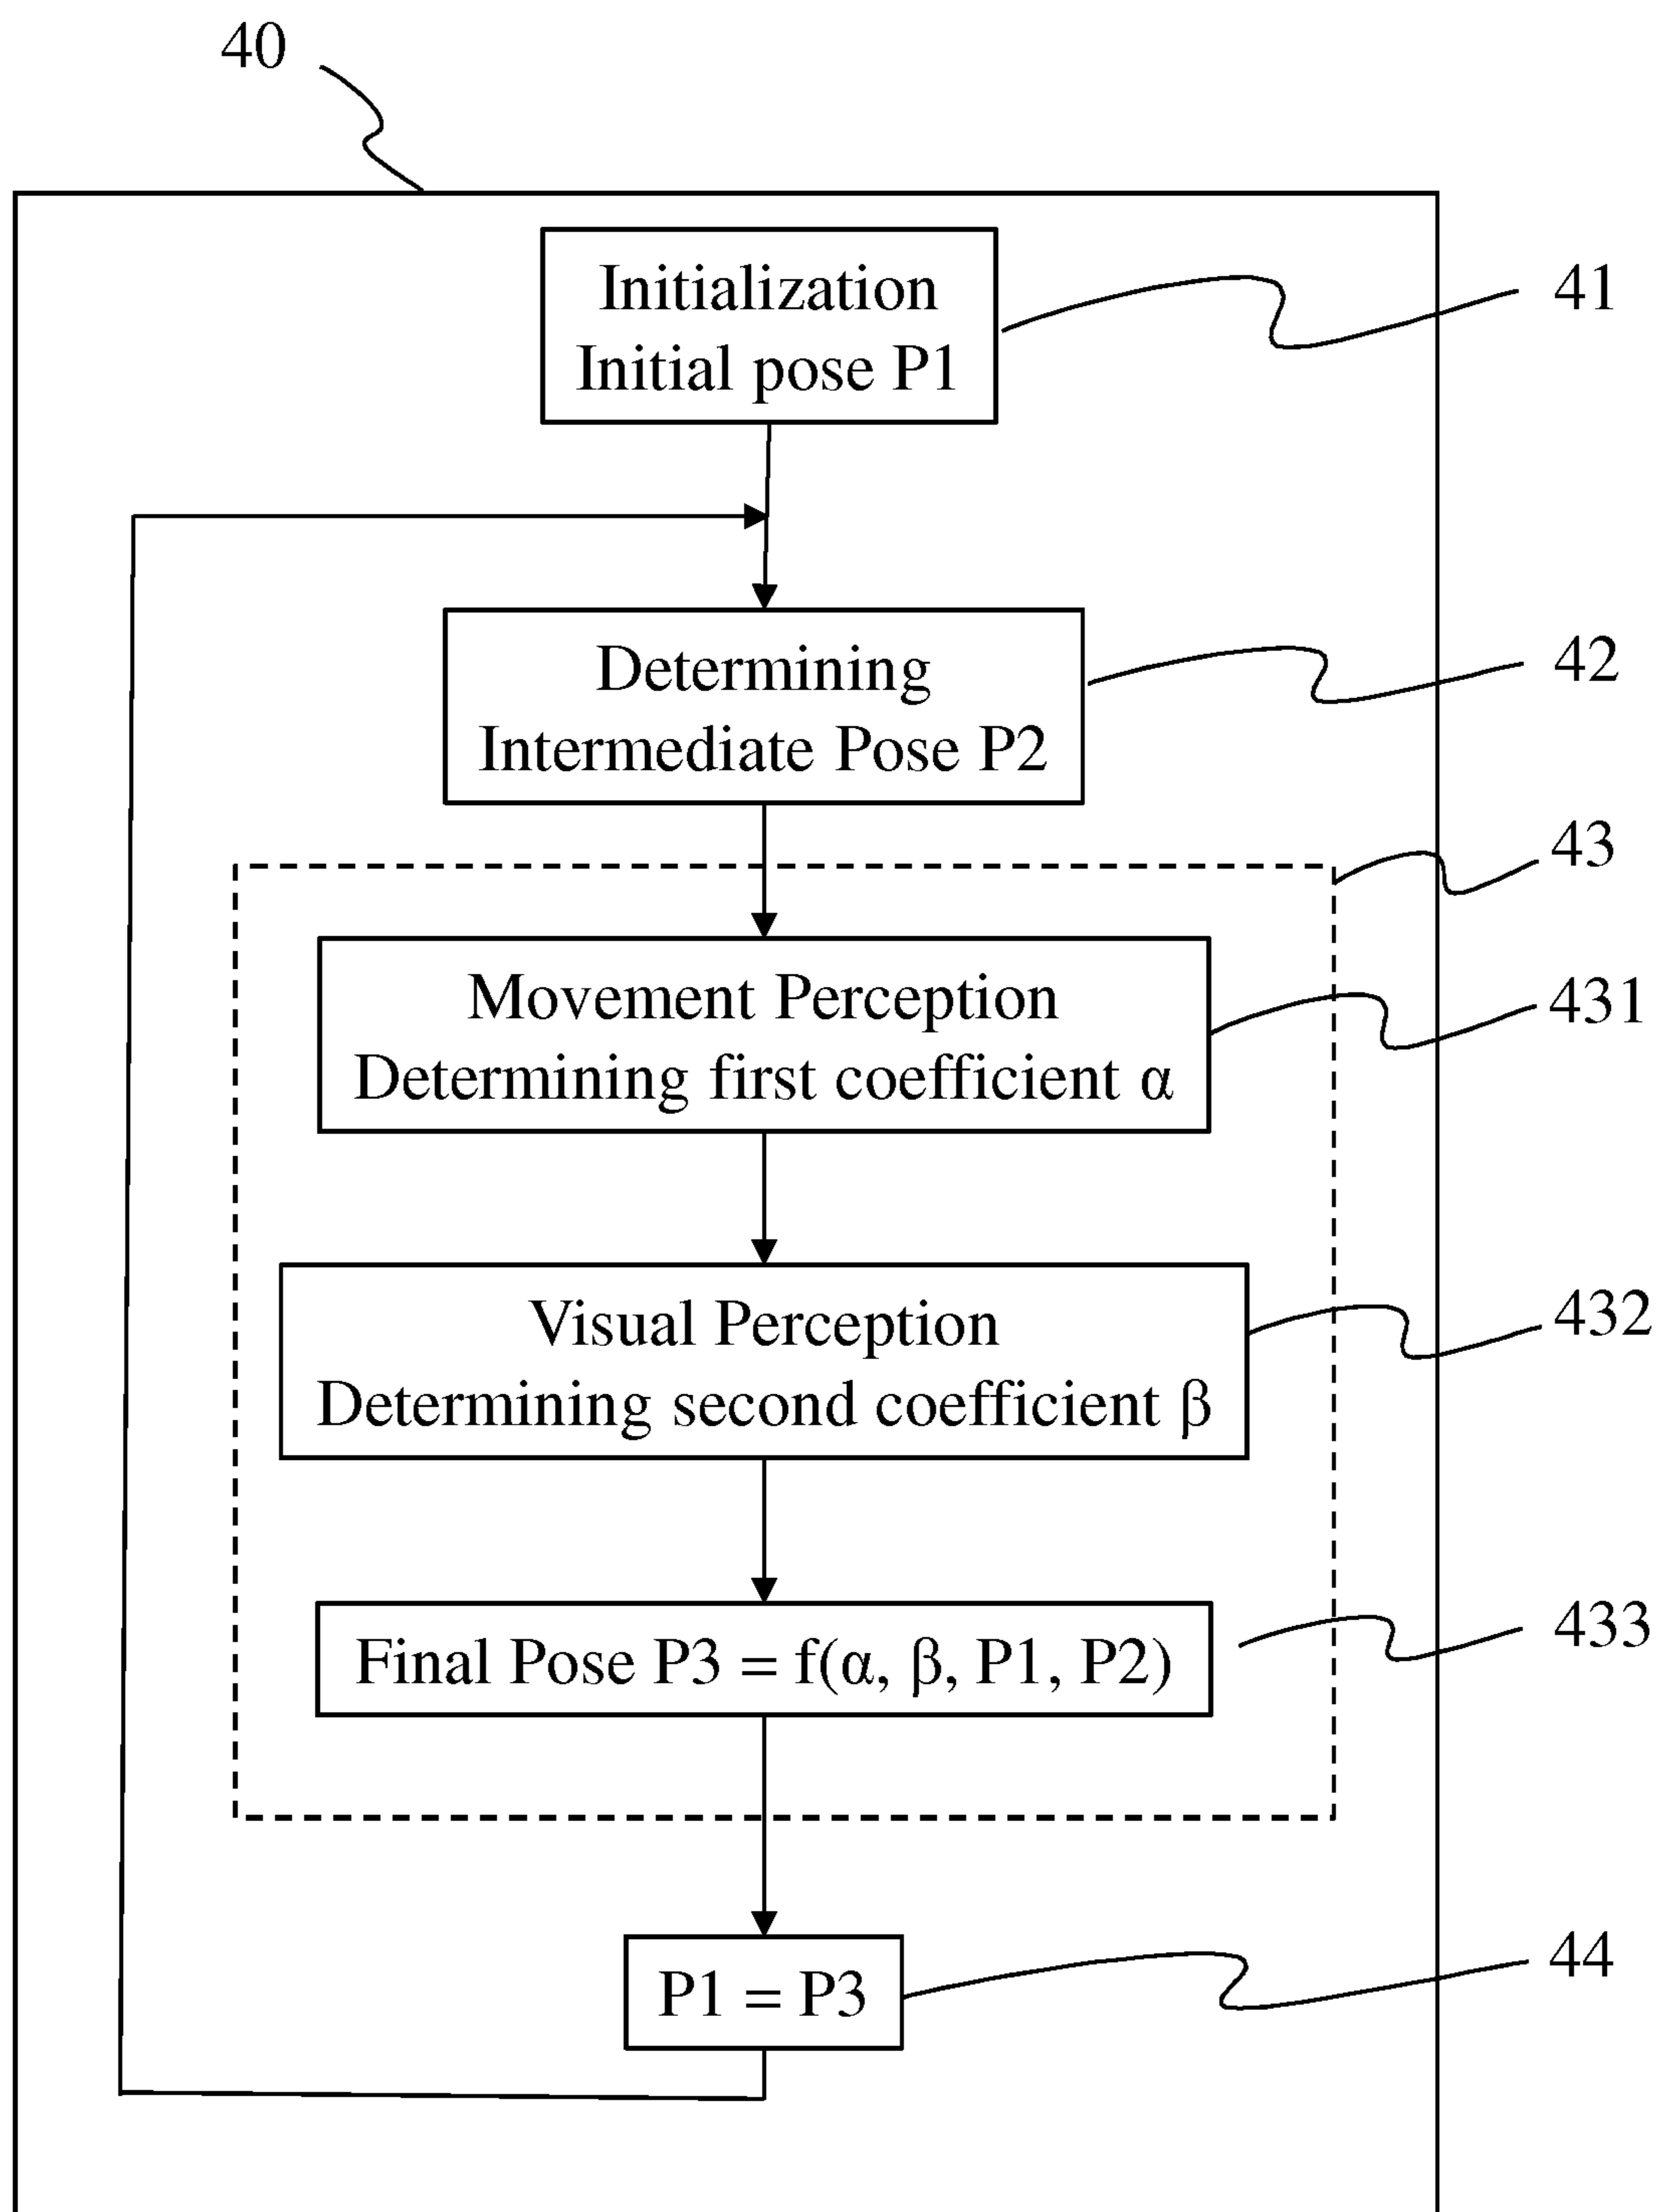 40
Initialization
Initial pose P1
41
Determining
Intermediate Pose P2
42
43
Movement Perception
Determining first coefficient α
431
Visual Perception
Determining second coefficient β
432
Final Pose P3 = f(α, β, P1, P2)
433
P1 = P3
44